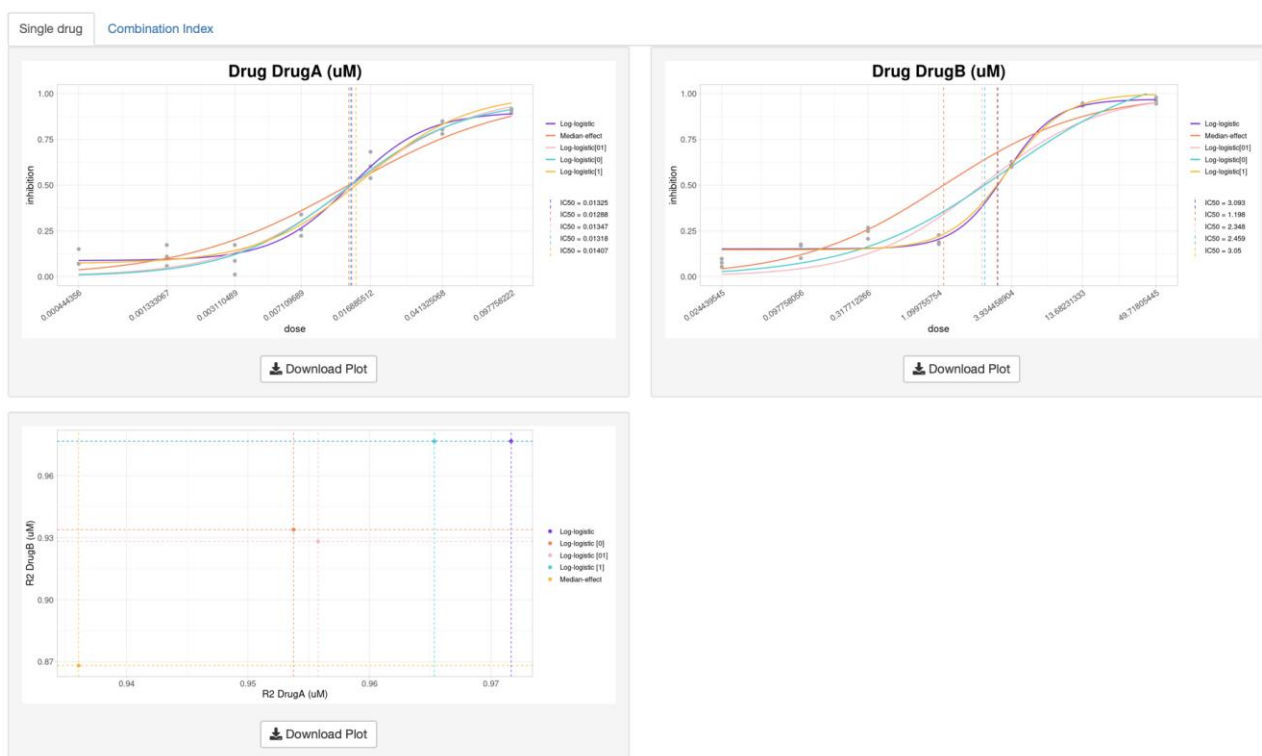 Single drug
Combination Index
Drug DrugA (uM)
1.00
0.75
0.50
0.25
0.00
inhibition
0.000444356
0.001333067
0.003110489
0.007109689
0.016885512
0.041325068
0.097758222
dose
Log-logistic
Median-effect
Log-logistic[01]
Log-logistic[0]
Log-logistic[1]
IC50 = 0.01325
IC50 = 0.01288
IC50 = 0.01347
IC50 = 0.01318
IC50 = 0.01407
Download Plot
Drug DrugB (uM)
1.00
0.75
0.50
0.25
0.00
inhibition
0.024439545
0.097758056
0.317712266
1.099755754
3.934458904
13.68231333
49.71805445
dose
Log-logistic
Median-effect
Log-logistic[01]
Log-logistic[0]
Log-logistic[1]
IC50 = 3.093
IC50 = 1.198
IC50 = 2.348
IC50 = 2.459
IC50 = 3.05
Download Plot
0.96
0.93
0.90
0.87
R2 DrugB (uM)
0.94
0.95
0.96
0.97
R2 DrugA (uM)
Log-logistic
Log-logistic [0]
Log-logistic [01]
Log-logistic [1]
Median-effect
Download Plot